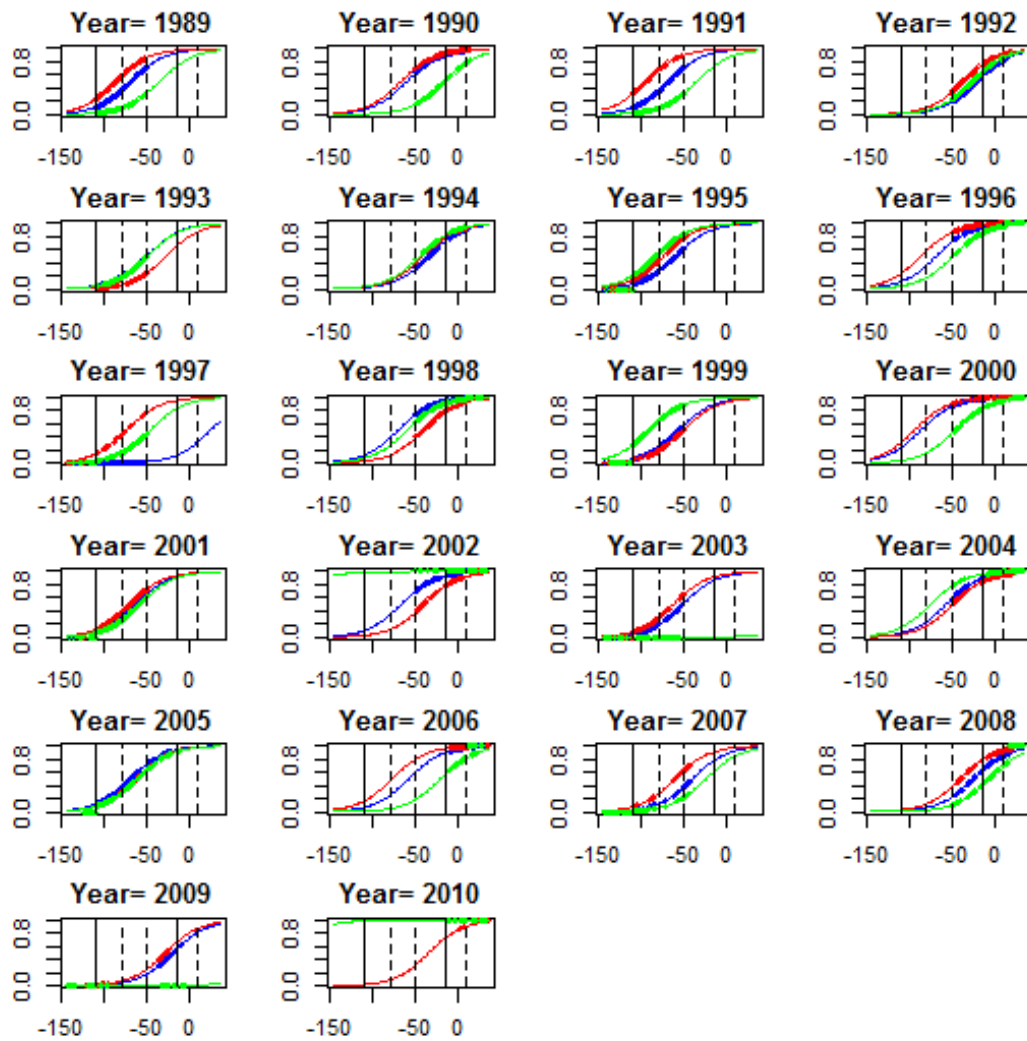 Year= 1989 Year= 1990 Year= 1991 Year= 1992
0.0 0.8 0.0 0.8 0.0 0.8 0.0 0.8
-150 -50 0 -150 -50 0 -150 -50 0 -150 -50 0
Year= 1993 Year= 1994 Year= 1995 Year= 1996
0.0 0.8 0.0 0.8 0.0 0.8 0.0 0.8
-150 -50 0 -150 -50 0 -150 -50 0 -150 -50 0
Year= 1997 Year= 1998 Year= 1999 Year= 2000
0.0 0.8 0.0 0.8 0.0 0.8 0.0 0.8
-150 -50 0 -150 -50 0 -150 -50 0 -150 -50 0
Year= 2001 Year= 2002 Year= 2003 Year= 2004
0.0 0.8 0.0 0.8 0.0 0.8 0.0 0.8
-150 -50 0 -150 -50 0 -150 -50 0 -150 -50 0
Year= 2005 Year= 2006 Year= 2007 Year= 2008
0.0 0.8 0.0 0.8 0.0 0.8 0.0 0.8
-150 -50 0 -150 -50 0 -150 -50 0 -150 -50 0
Year= 2009 Year= 2010
0.0 0.8 0.0 0.8
-150 -50 0 -150 -50 0